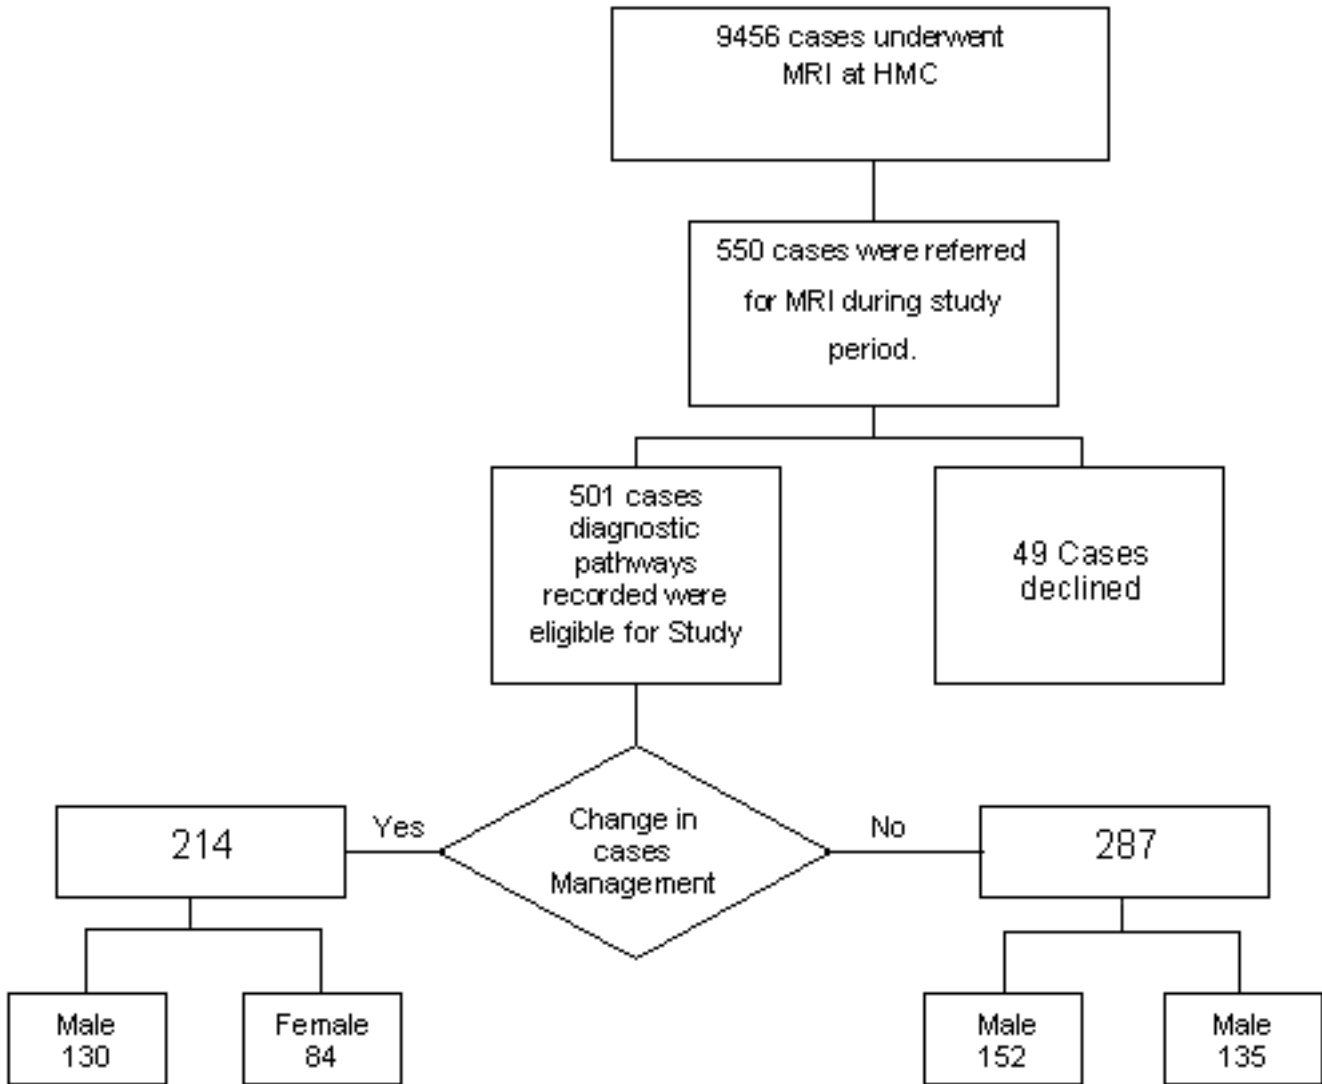 9456 cases underwent
MRI at HMC
550 cases were referred
for MRI during study
period.
501 cases
diagnostic
pathways
recorded were
eligible for Study
49 Cases
declined
214
Yes
Change in
cases
Management
No
287
Male
130
Female
84
Male
152
Male
135